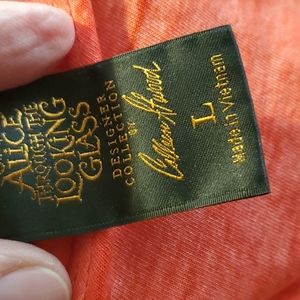 ALICE
THROUGH THE
LOOKING
GLASS
DESIGNER
COLLECTION
BY
Colleen Atwood
L
Made in Vietnam